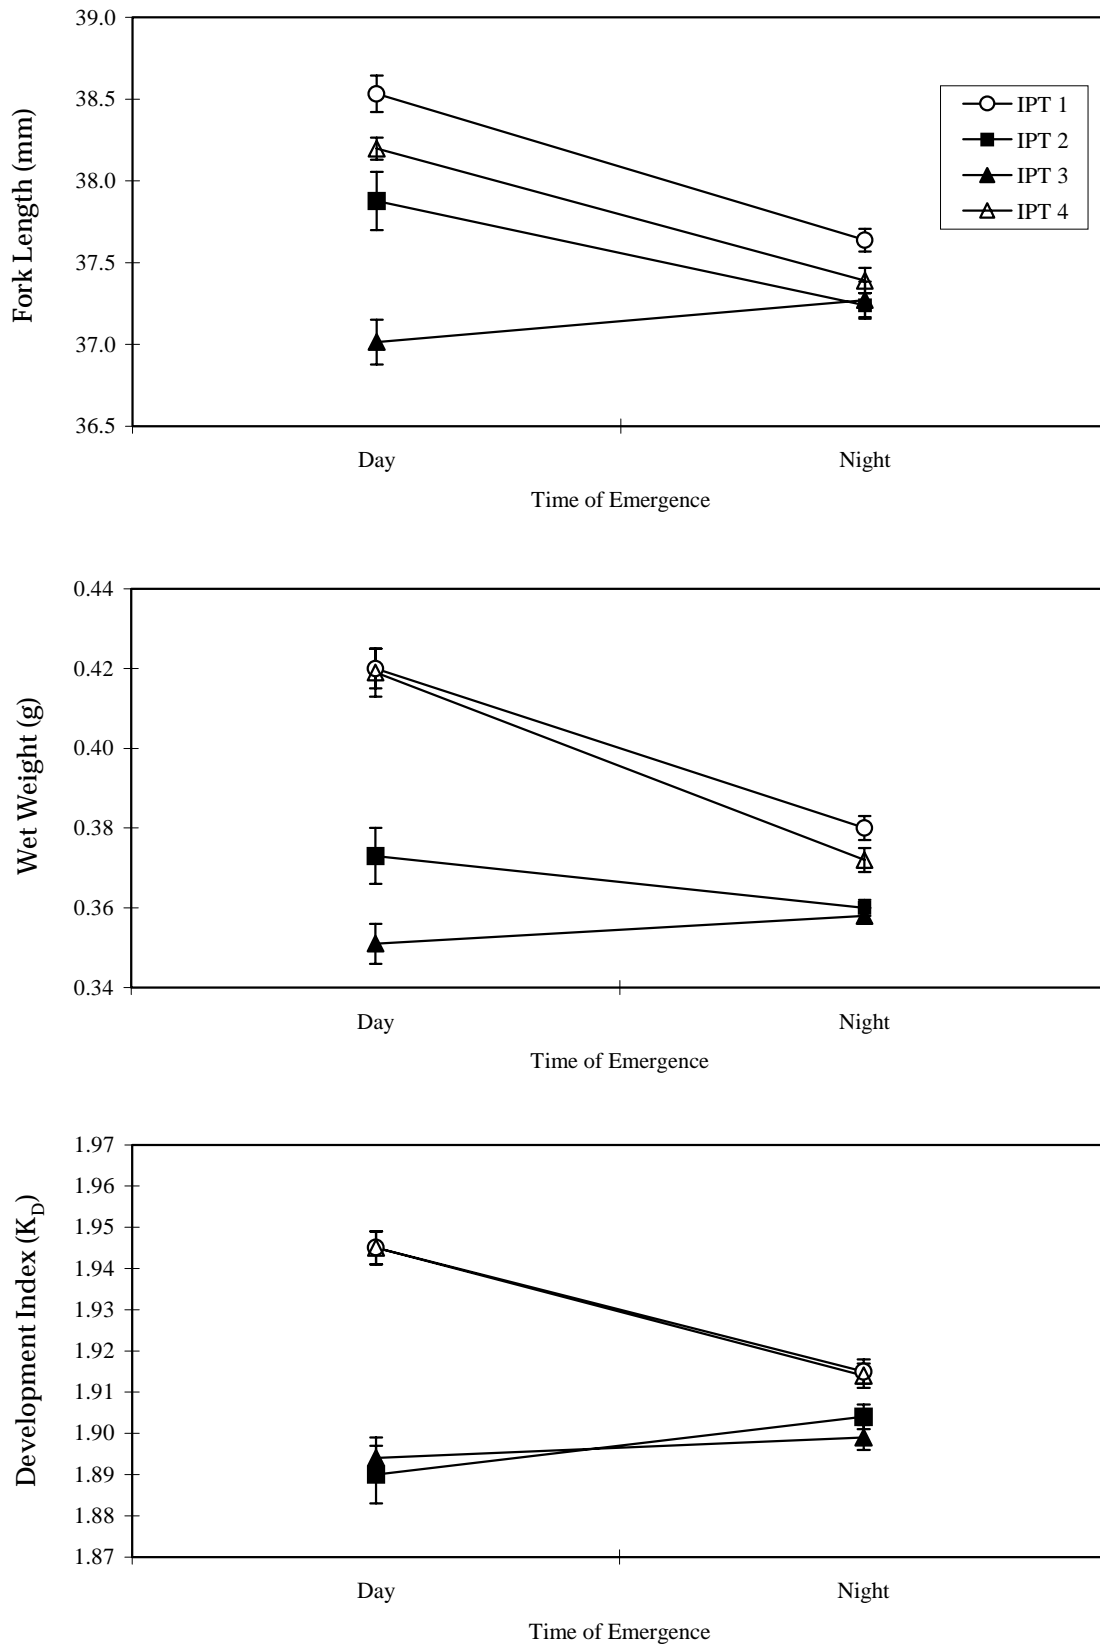 Fork Length (mm)
39.0
38.5
38.0
37.5
37.0
36.5
IPT 1
IPT 2
IPT 3
IPT 4
Day Night
Time of Emergence
Wet Weight (g)
0.44
0.42
0.40
0.38
0.36
0.34
Day Night
Time of Emergence
Development Index (K_D)
1.97
1.96
1.95
1.94
1.93
1.92
1.91
1.90
1.89
1.88
1.87
Day Night
Time of Emergence